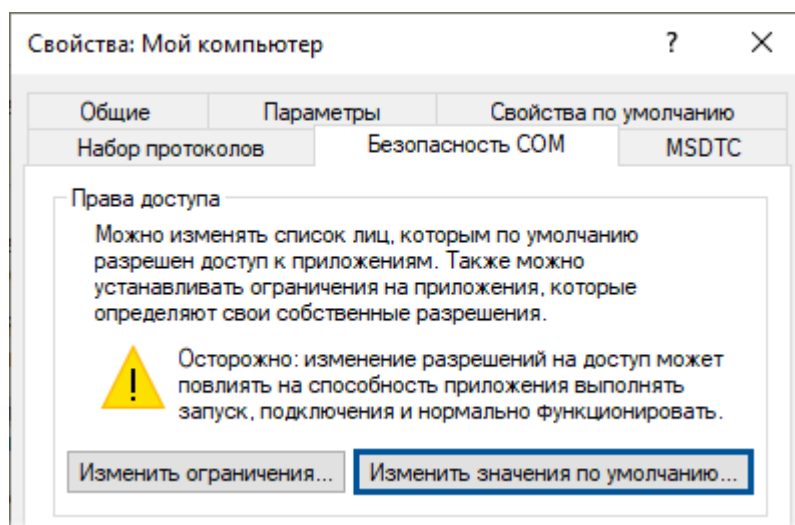 Свойства: Мой компьютер ?
Общие Параметры Свойства по умолчанию
Набор протоколов Безопасность COM MSDTC
Права доступа
Можно изменять список лиц, которым по умолчанию
разрешен доступ к приложениям. Также можно
устанавливать ограничения на приложения, которые
определяют свои собственные разрешения.
Осторожно: изменение разрешений на доступ может
повлиять на способность приложения выполнять
запуск, подключения и нормально функционировать.
Изменить ограничения... Изменить значения по умолчанию...